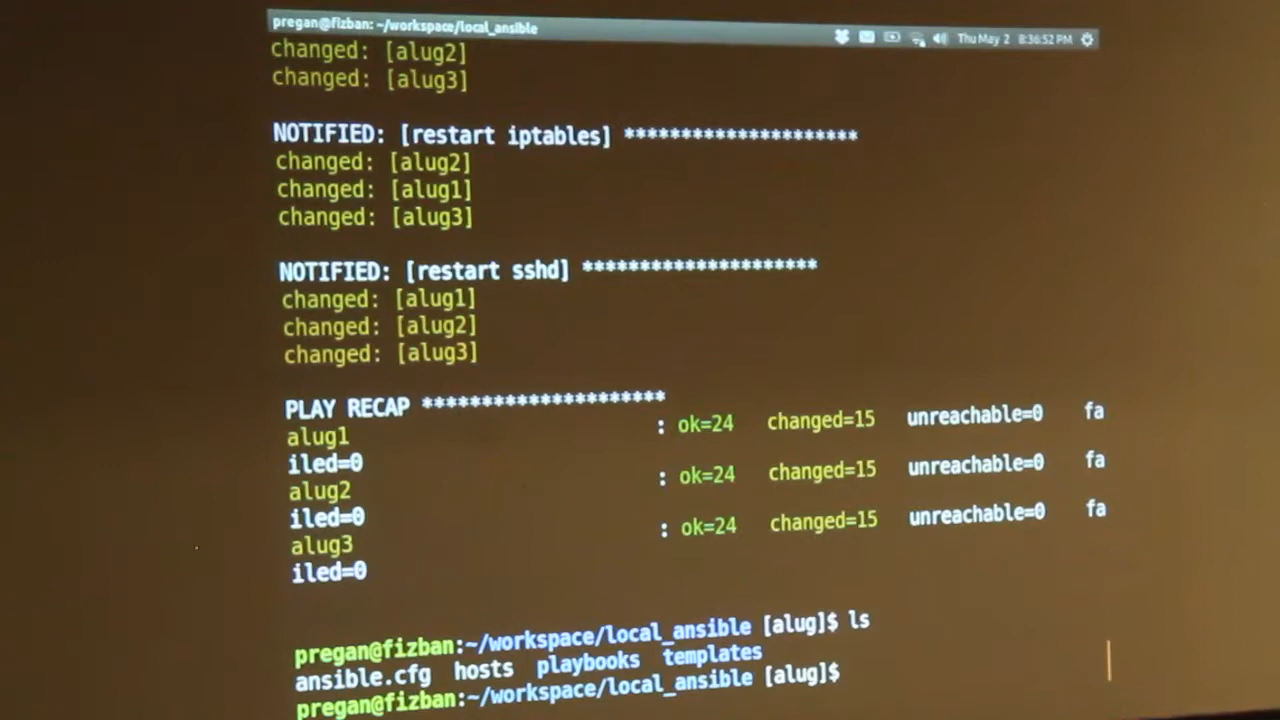 pregan@fizban: ~/workspace/local_ansible
Thu May 2 8:36:52 PM
changed: [alug2]
changed: [alug3]
NOTIFIED: [restart iptables] *********************
changed: [alug2]
changed: [alug1]
changed: [alug3]
NOTIFIED: [restart sshd] *********************
changed: [alug1]
changed: [alug2]
changed: [alug3]
PLAY RECAP *********************
alug1 : ok=24 changed=15 unreachable=0 fa
iled=0
alug2 : ok=24 changed=15 unreachable=0 fa
iled=0
alug3 : ok=24 changed=15 unreachable=0 fa
iled=0
pregan@fizban:~/workspace/local_ansible [alug]$ ls
ansible.cfg hosts playbooks templates
pregan@fizban:~/workspace/local_ansible [alug]$